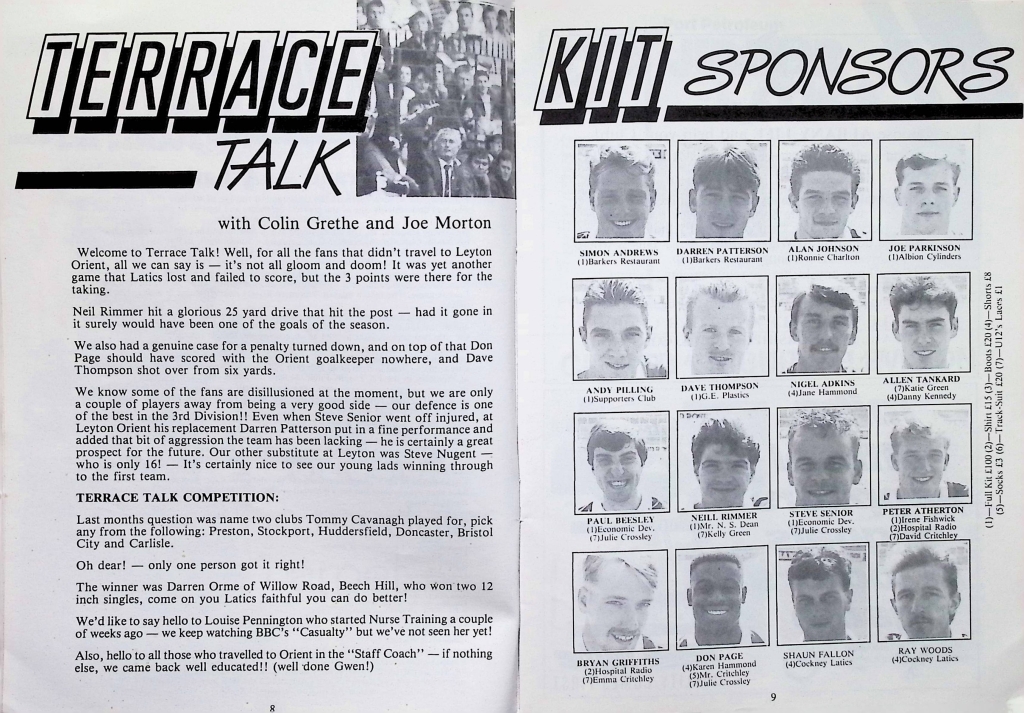 TERRACE
TALK
with Colin Grethe and Joe Morton
Welcome to Terrace Talk! Well, for all the fans that didn't travel to Leyton
Orient, all we can say is — it's not all gloom and doom! It was yet another
game that Latics lost and failed to score, but the 3 points were there for the
taking.
Neil Rimmer hit a glorious 25 yard drive that hit the post — had it gone in
it surely would have been one of the goals of the season.
We also had a genuine case for a penalty turned down, and on top of that Don
Page should have scored with the Orient goalkeeper nowhere, and Dave
Thompson shot over from six yards.
We know some of the fans are disillusioned at the moment, but we are only
a couple of players away from being a very good side — our defence is one
of the best in the 3rd Division!! Even when Steve Senior went off injured, at
Leyton Orient his replacement Darren Patterson put in a fine performance and
added that bit of aggression the team has been lacking — he is certainly a great
prospect for the future. Our other substitute at Leyton was Steve Nugent —
who is only 16! — It's certainly nice to see our young lads winning through
to the first team.
TERRACE TALK COMPETITION:
Last months question was name two clubs Tommy Cavanagh played for, pick
any from the following: Preston, Stockport, Huddersfield, Doncaster, Bristol
City and Carlisle.
Oh dear! — only one person got it right!
The winner was Darren Orme of Willow Road, Beech Hill, who won two 12
inch singles, come on you Latics faithful you can do better!
We'd like to say hello to Louise Pennington who started Nurse Training a couple
of weeks ago — we keep watching BBC's "Casualty" but we've not seen her yet!
Also, hello to all those who travelled to Orient in the "Staff Coach" — if nothing
else, we came back well educated!! (well done Gwen!)
8
KIT SPONSORS
SIMON ANDREWS
(1)Barkers Restaurant
DARREN PATTERSON
(1)Barkers Restaurant
ALAN JOHNSON
(1)Ronnie Charlton
JOE PARKINSON
(1)Albion Cylinders
ANDY PILLING
(1)Supporters Club
DAVE THOMPSON
(1)G.E. Plastics
NIGEL ADKINS
(4)Jane Hammond
ALLEN TANKARD
(7)Katie Green
(4)Danny Kennedy
PAUL BEESLEY
(1)Economic Dev.
(7)Julie Crossley
NEILL RIMMER
(1)Mr. N. S. Dean
(7)Kelly Green
STEVE SENIOR
(1)Economic Dev.
(7)Julie Crossley
PETER ATHERTON
(1)Irene Fishwick
(2)Hospital Radio
(7)David Critchley
BRYAN GRIFFITHS
(2)Hospital Radio
(7)Emma Critchley
DON PAGE
(4)Karen Hammond
(5)Mr. Critchley
(7)Julie Crossley
SHAUN FALLON
(4)Cockney Latics
RAY WOODS
(4)Cockney Latics
(1)—Full Kit £100 (2)—Shirt £15 (3)—Boots £20 (4)—Shorts £8
(5)—Socks £3 (6)—Track-Suit £20 (7)—U12's Laces £1
9